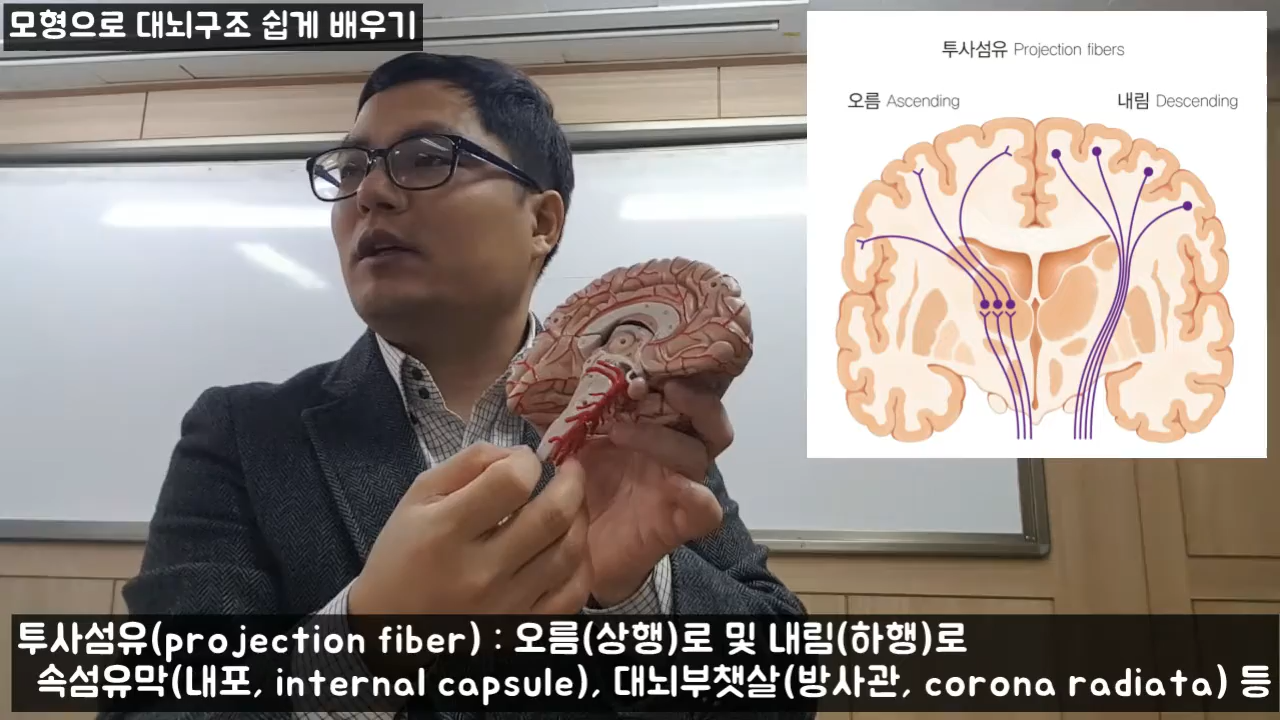 모형으로 대뇌구조 쉽게 배우기
투사섬유 Projection fibers
오름 Ascending
내림 Descending
투사섬유(projection fiber) : 오름(상행)로 및 내림(하행)로
속섬유막(내포, internal capsule), 대뇌부챗살(방사관, corona radiata) 등